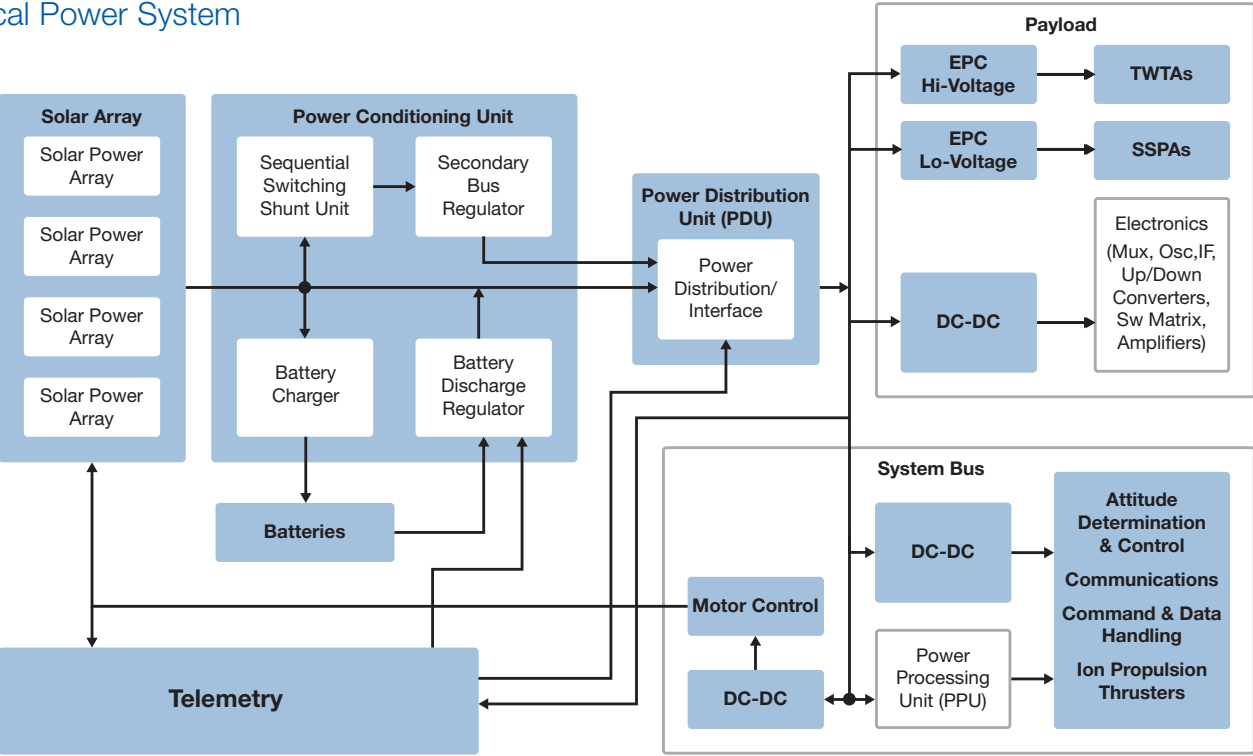 cal Power System
Solar Array
Solar Power
Array
Solar Power
Array
Solar Power
Array
Solar Power
Array
Power Conditioning Unit
Sequential
Switching
Shunt Unit
Secondary
Bus
Regulator
Battery
Charger
Battery
Discharge
Regulator
Batteries
Telemetry
Power Distribution
Unit (PDU)
Power
Distribution/
Interface
Payload
EPC
Hi-Voltage
TWTAs
EPC
Lo-Voltage
SSPAs
DC-DC
Electronics
(Mux, Osc,IF,
Up/Down
Converters,
Sw Matrix,
Amplifiers)
System Bus
DC-DC
Attitude
Determination
& Control
Communications
Command & Data
Handling
Ion Propulsion
Thrusters
Motor Control
DC-DC
Power
Processing
Unit (PPU)